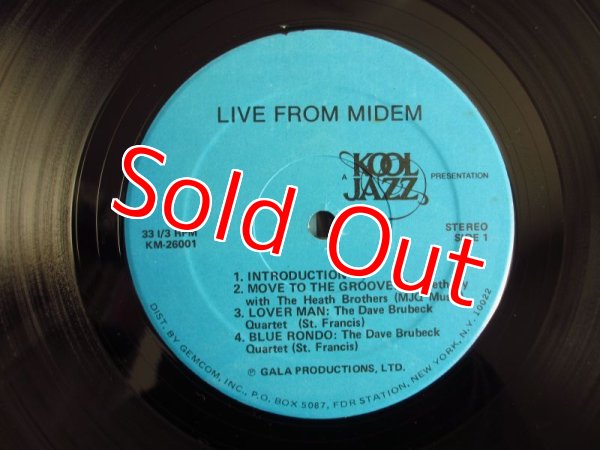 LIVE FROM MIDEM
A KOOL JAZZ PRESENTATION
33 1/3 RPM
KM-26001
STEREO
SIDE 1
Sold Out
1. INTRODUCTION
2. MOVE TO THE GROOVE
with The Heath Brothers (MJQ
3. LOVER MAN: The Dave Brubeck
Quartet (St. Francis)
4. BLUE RONDO: The Dave Brubeck
Quartet (St. Francis)
℗ GALA PRODUCTIONS, LTD.
DIST. BY GEMCOM, INC., P.O. BOX 5087, FDR STATION, NEW YORK, N.Y. 10022